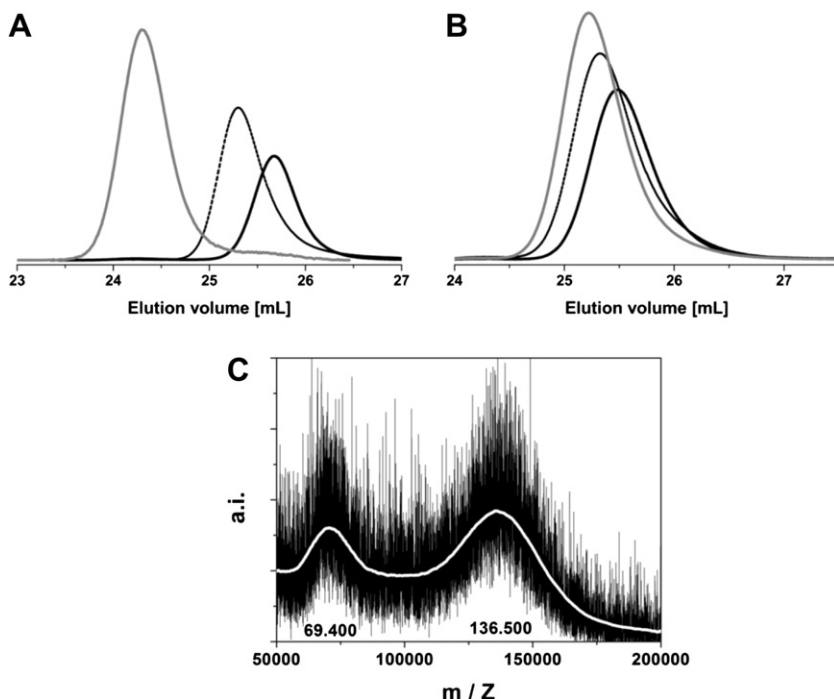 A
B
23 24 25 26 27
24 25 26 27
Elution volume [mL]
Elution volume [mL]
C
a.i.
69.400
136.500
50000 100000 150000 200000
m / Z